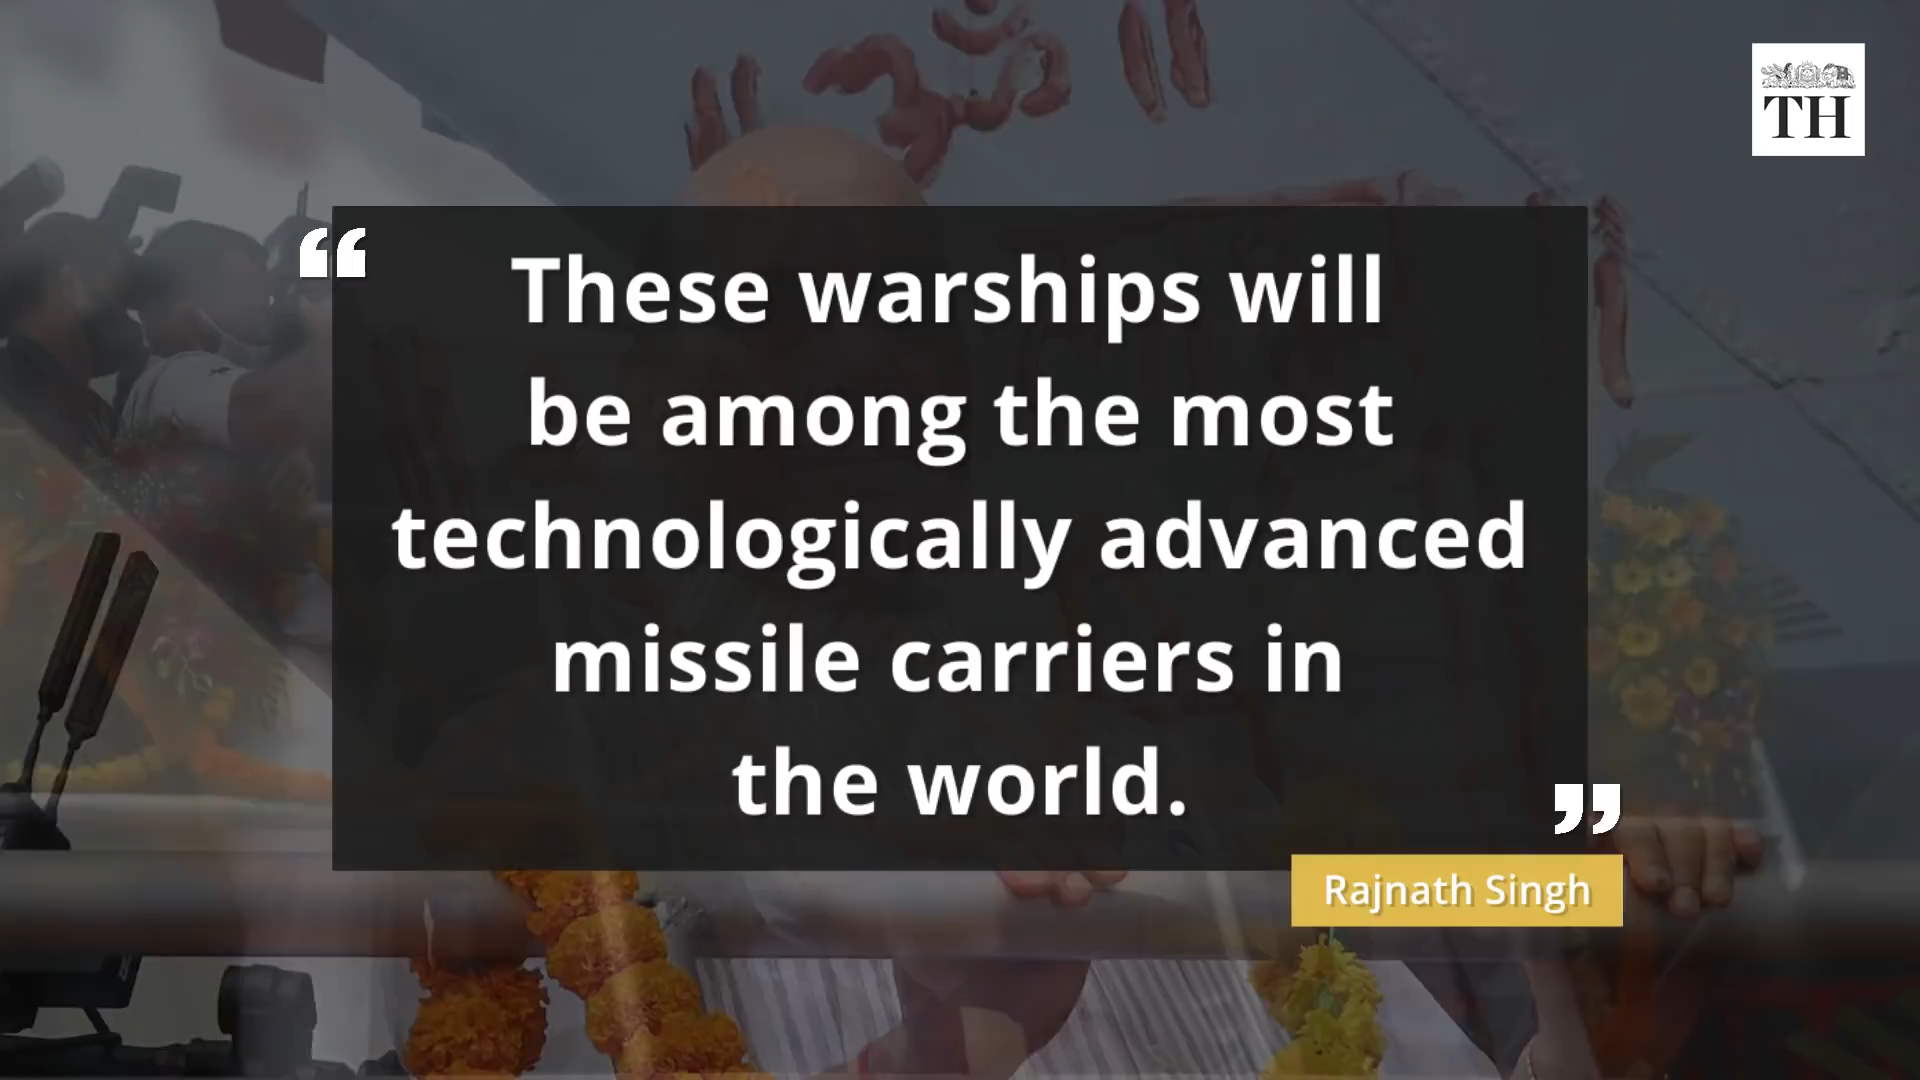 TH
“These warships will
be among the most
technologically advanced
missile carriers in
the world.”
Rajnath Singh